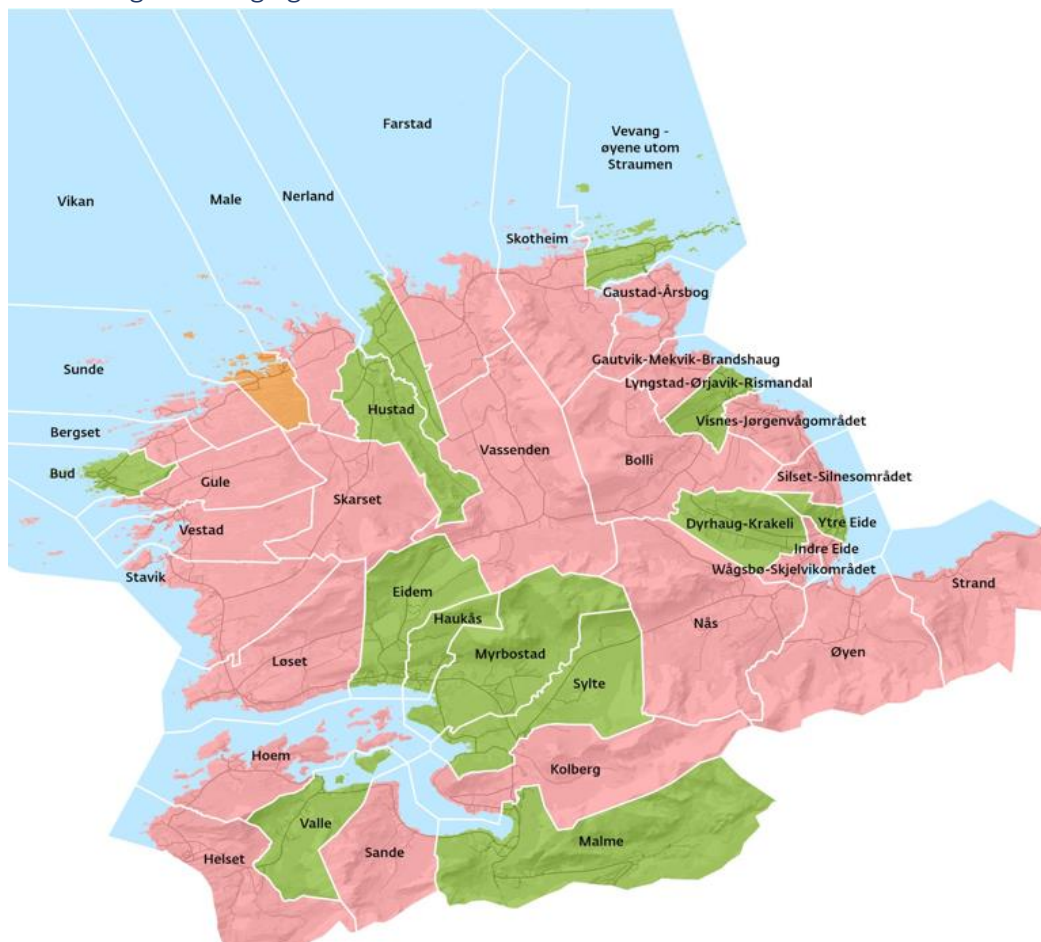 Farstad
Vevang -
øyene utom
Straumen
Vikan
Male
Nerland
Skotheim
Gaustad-Årsbog
Sunde
Gautvik-Mekvik-Brandshaug
Lyngstad-Ørjavik-Rismandal
Hustad
Visnes-Jørgenvågområdet
Bergset
Vassenden
Bolli
Bud
Gule
Silset-Silnesområdet
Skarset
Dyrhaug-Krakeli
Ytre Eide
Vestad
Indre Eide
Wågsbø-Skjelvikområdet
Stavik
Strand
Eidem
Haukås
Nås
Myrbostad
Øyen
Løset
Sylte
Hoem
Kolberg
Valle
Malme
Helset
Sande